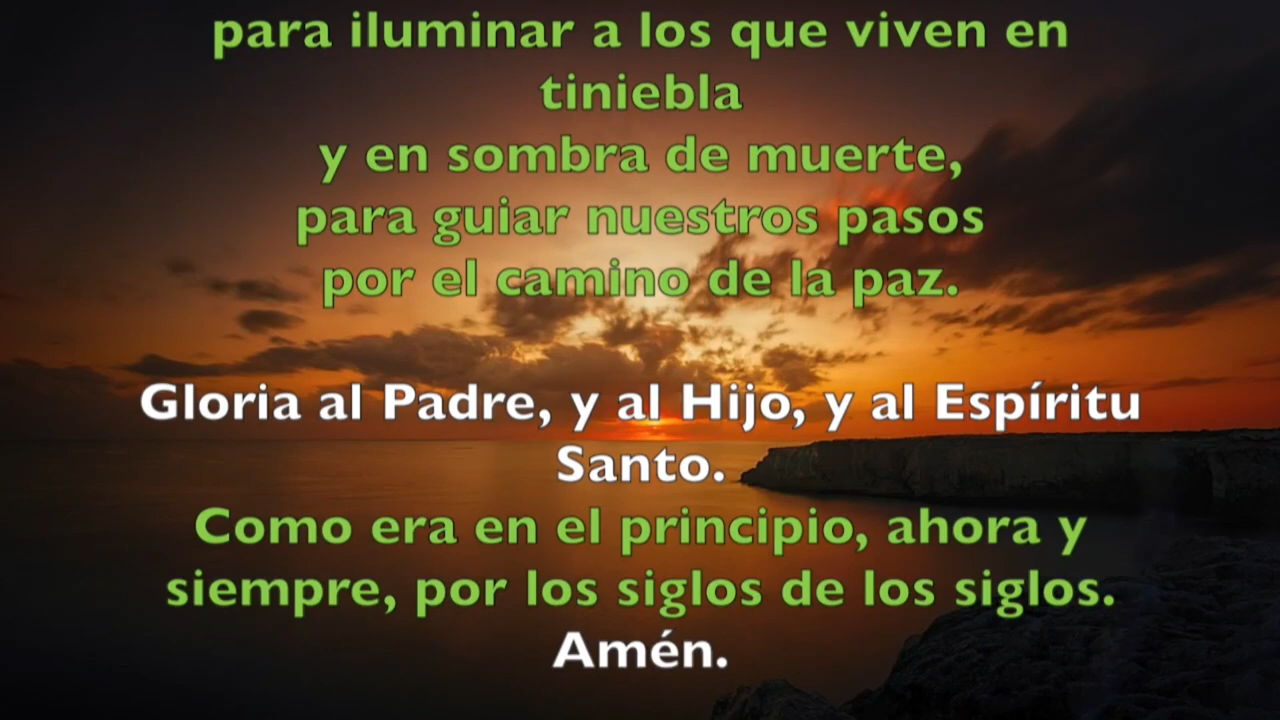 para iluminar a los que viven en
tiniebla
y en sombra de muerte,
para guiar nuestros pasos
por el camino de la paz.
Gloria al Padre, y al Hijo, y al Espíritu
Santo.
Como era en el principio, ahora y
siempre, por los siglos de los siglos.
Amén.